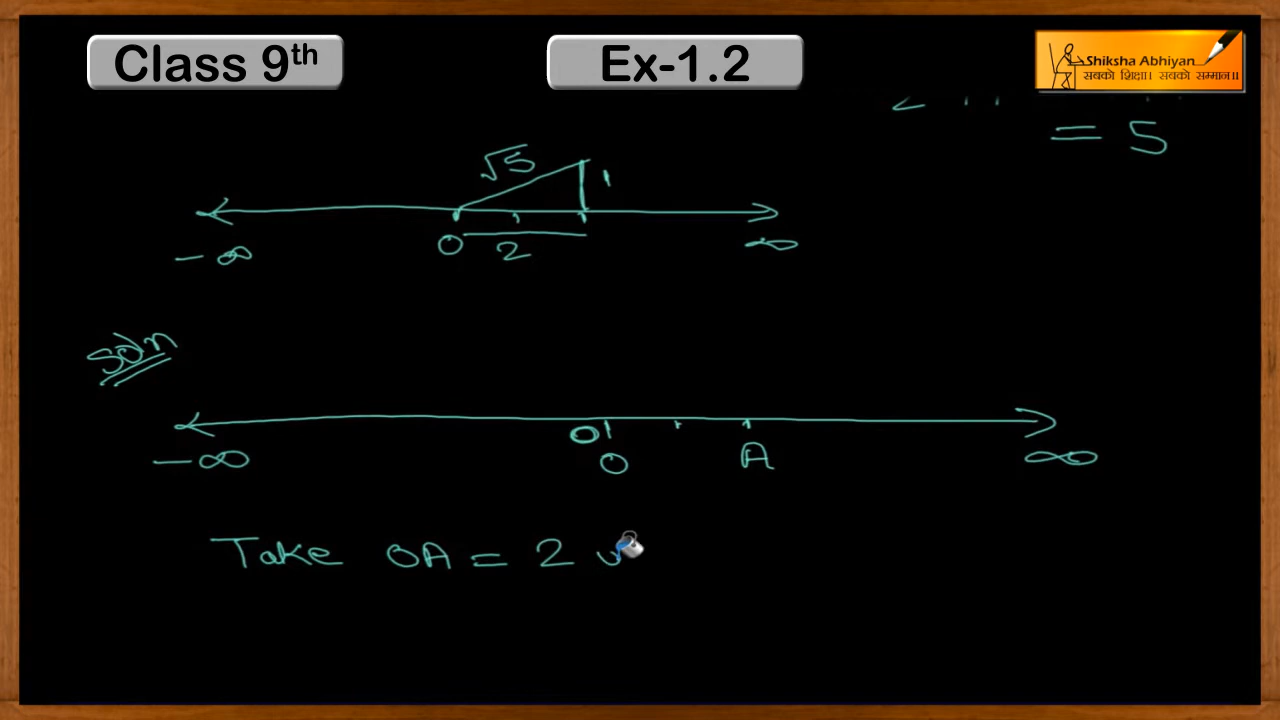 Class 9th
Ex-1.2
Shiksha Abhiyan
सबको शिक्षा। सबको सम्मान॥
= 5
√5
1
-∞
0
2
∞
Soln
0
-∞
O
A
∞
Take OA = 2